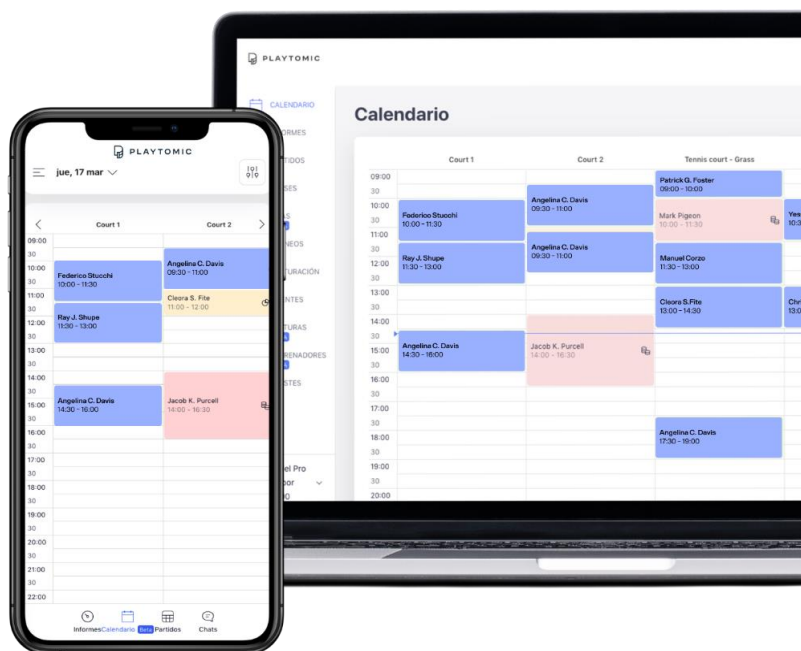 PLAYTOMIC
jue, 17 mar
Court 1
Court 2
09:00
30
10:00
30
11:00
30
12:00
30
13:00
30
14:00
30
15:00
30
16:00
30
17:00
30
18:00
30
19:00
30
20:00
30
21:00
30
22:00
Federico Stucchi
10:00 - 11:30
Ray J. Shupe
11:30 - 13:00
Angelina C. Davis
14:30 - 16:00
Angelina C. Davis
09:30 - 11:00
Cleora S. Fite
11:00 - 12:00
Jacob K. Purcell
14:00 - 16:30
Informes
Calendario
Beta
Partidos
Chats
PLAYTOMIC
CALENDARIO
Calendario
Court 1
Court 2
Tennis court - Grass
09:00
30
10:00
30
11:00
30
12:00
30
13:00
30
14:00
30
15:00
30
16:00
30
17:00
30
18:00
30
19:00
30
20:00
Federico Stucchi
10:00 - 11:30
Ray J. Shupe
11:30 - 13:00
Angelina C. Davis
14:30 - 16:00
Angelina C. Davis
09:30 - 11:00
Angelina C. Davis
09:30 - 11:00
Jacob K. Purcell
14:00 - 16:30
Patrick G. Foster
09:00 - 10:00
Mark Pigeon
10:00 - 11:30
Manuel Corzo
11:30 - 13:00
Cleora S.Fite
13:00 - 14:30
Angelina C. Davis
17:30 - 19:00